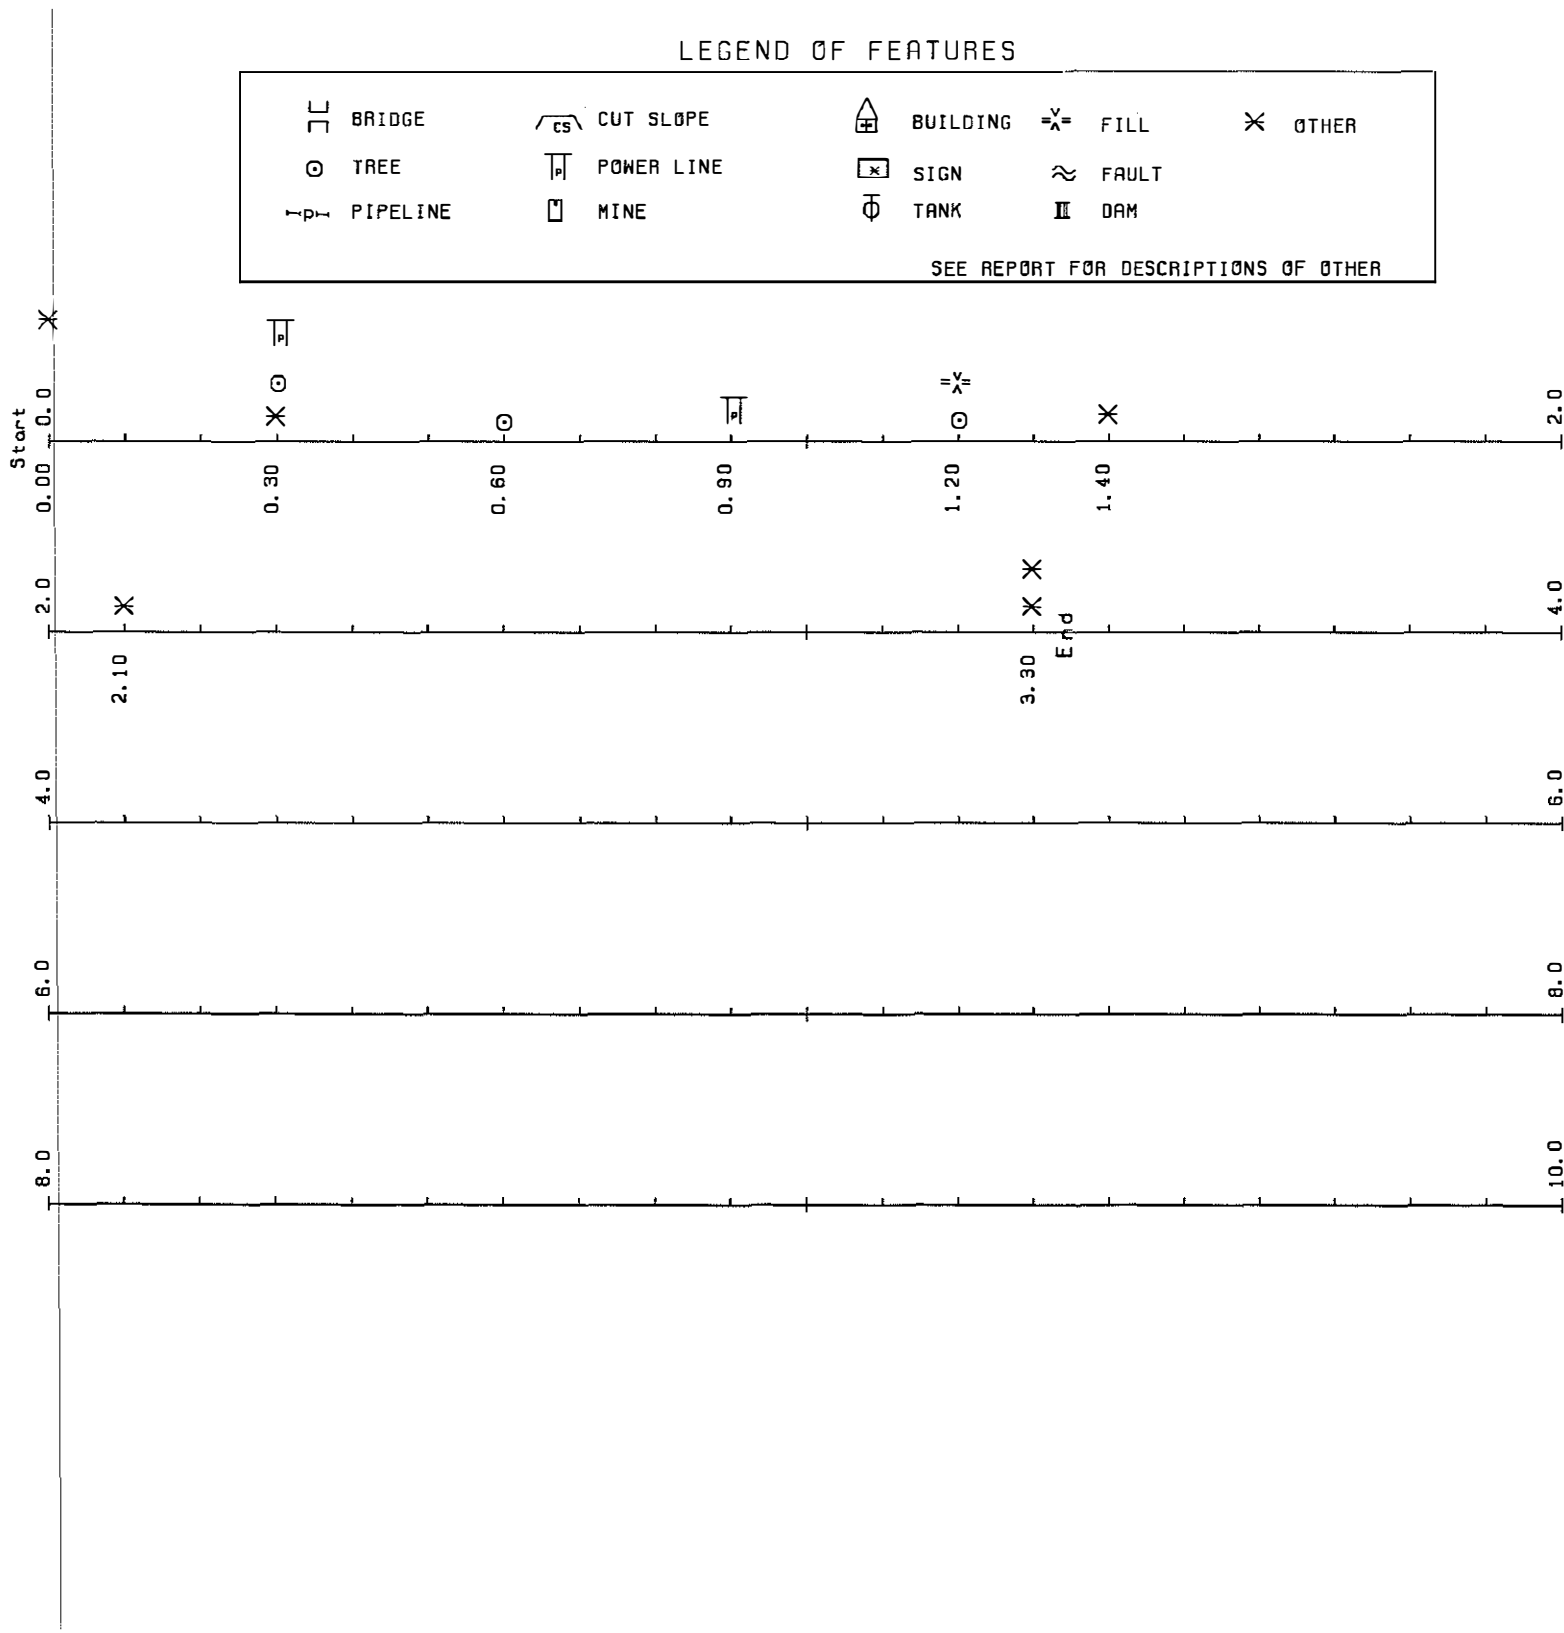 LEGEND OF FEATURES
BRIDGE CUT SLOPE BUILDING FILL OTHER
CS
TREE POWER LINE SIGN FAULT
P
P PIPELINE MINE TANK DAM
SEE REPORT FOR DESCRIPTIONS OF OTHER
P
P
Start 0.0 2.0
0.00 0.30 0.60 0.90 1.20 1.40
2.0 4.0
End
2.10 3.30
4.0 6.0
6.0 8.0
8.0 10.0